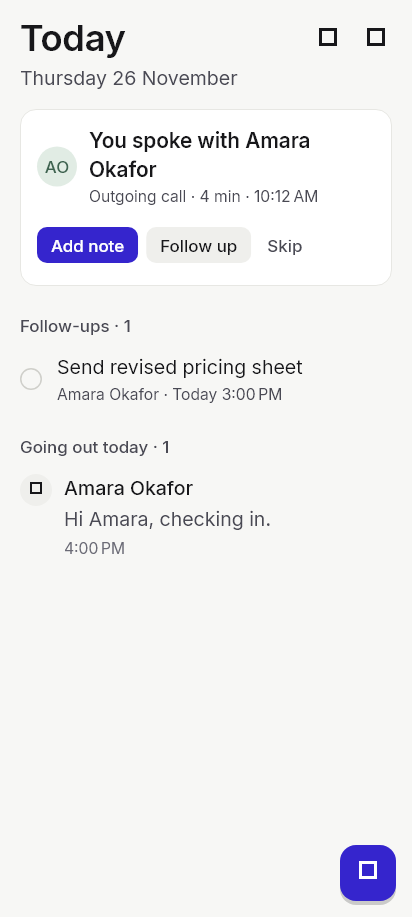 Today
Thursday 26 November
You spoke with Amara
Okafor
AO
Outgoing call · 4 min · 10:12 AM
Add note
Follow up
Skip
Follow-ups · 1
Send revised pricing sheet
Amara Okafor · Today 3:00 PM
Going out today · 1
Amara Okafor
Hi Amara, checking in.
4:00 PM